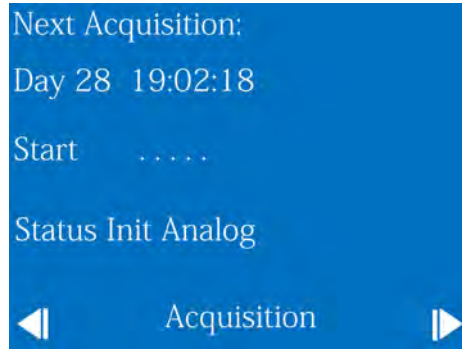 Next Acquisition:
Day 28 19:02:18
Start .....
Status Init Analog
Acquisition